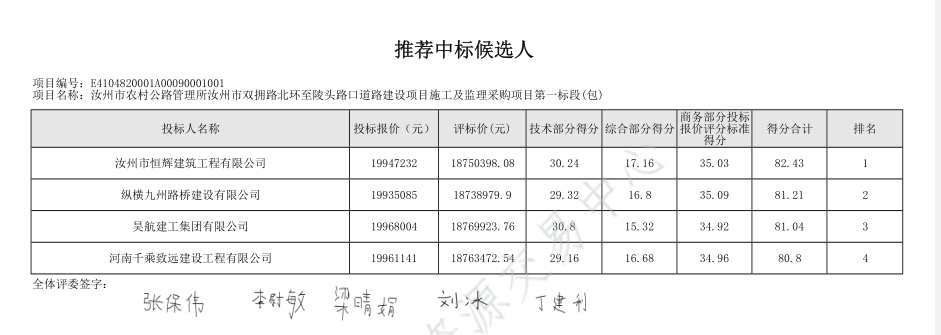 推荐中标候选人
项目编号: E4104820001A00090001001
项目名称: 汝州市农村公路管理所汝州市双拥路北环至陵头路口道路建设项目施工及监理采购项目第一标段(包)
投标人名称 投标报价（元） 评标价(元) 技术部分得分 综合部分得分 商务部分投标报价评分标准得分 得分合计 排名
汝州市恒辉建筑工程有限公司 19947232 18750398.08 30.24 17.16 35.03 82.43 1
纵横九州路桥建设有限公司 19935085 18738979.9 29.32 16.8 35.09 81.21 2
昊航建工集团有限公司 19968004 18769923.76 30.8 15.32 34.92 81.04 3
河南千乘致远建设工程有限公司 19961141 18763472.54 29.16 16.68 34.96 80.8 4
全体评委签字:
张保伟 李尉敏 梁晴娟 刘冰 丁建利
源交易中心